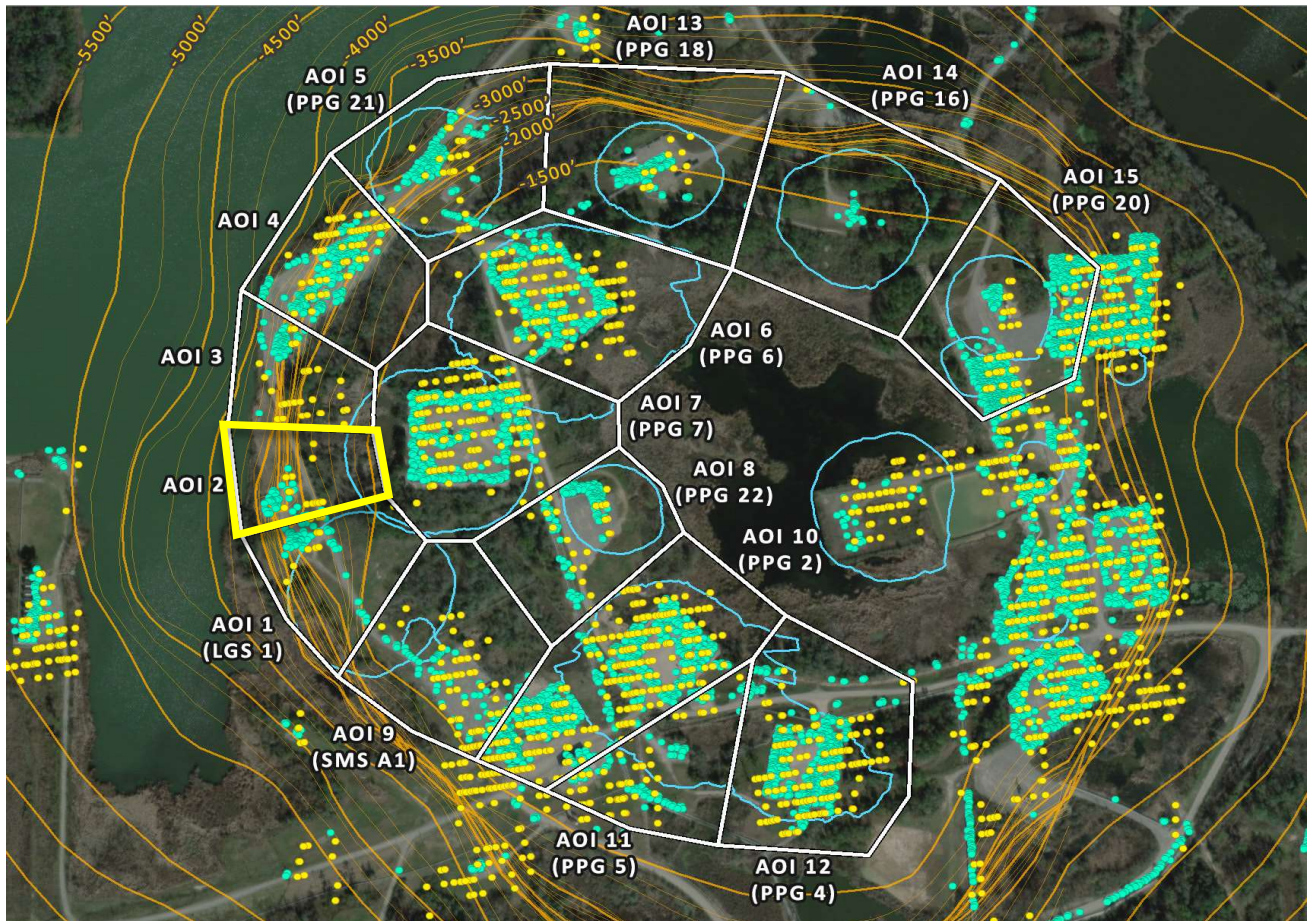 -5500'
-5000'
-4500'
-4000'
-3500'
-3000'
-2500'
-2000'
-1500'
AOI 13
(PPG 18)
AOI 14
(PPG 16)
AOI 5
(PPG 21)
AOI 15
(PPG 20)
AOI 4
AOI 3
AOI 6
(PPG 6)
AOI 7
(PPG 7)
AOI 2
AOI 8
(PPG 22)
AOI 10
(PPG 2)
AOI 1
(LGS 1)
AOI 9
(SMS A1)
AOI 11
(PPG 5)
AOI 12
(PPG 4)